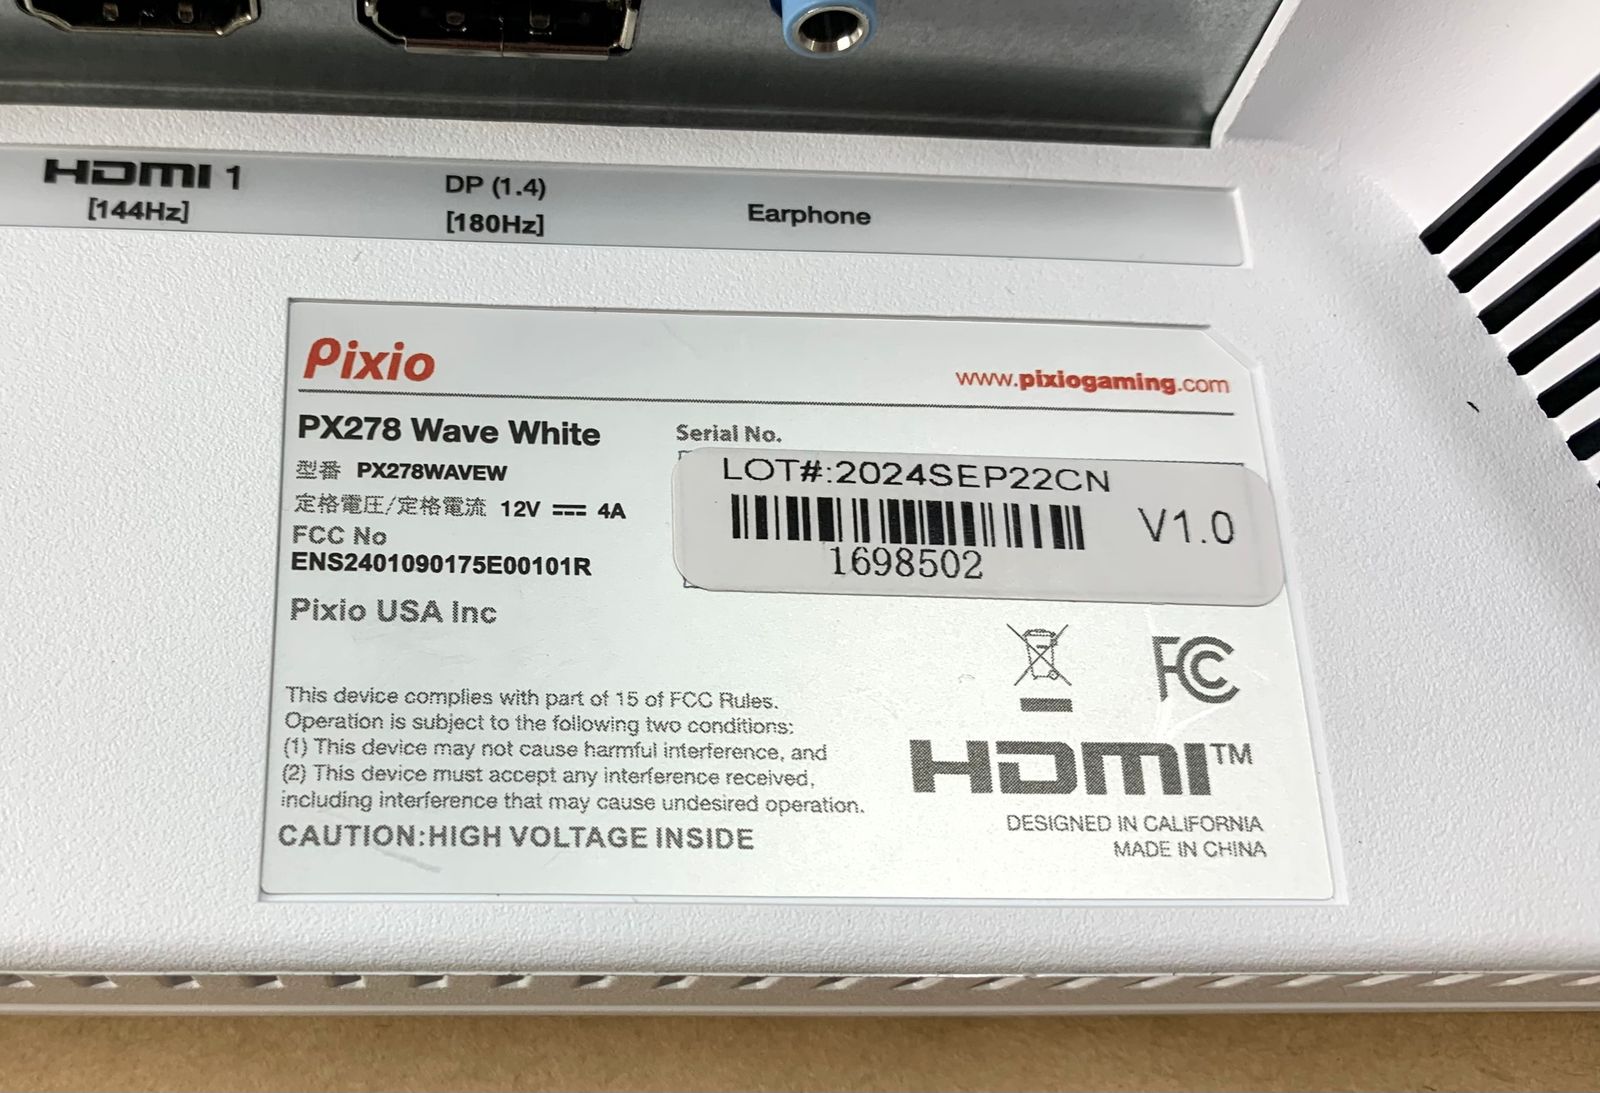 HDMI 1
[144Hz]
DP (1.4)
[180Hz]
Earphone
Pixio
www.pixiogaming.com
PX278 Wave White
型番 PX278WAVEW
定格電圧/定格電流 12V 4A
FCC No
ENS2401090175E00101R
Pixio USA Inc
Serial No.
LOT#:2024SEP22CN
V1.0
1698502
This device complies with part of 15 of FCC Rules.
Operation is subject to the following two conditions:
(1) This device may not cause harmful interference, and
(2) This device must accept any interference received,
including interference that may cause undesired operation.
CAUTION:HIGH VOLTAGE INSIDE
FC
HDMI™
DESIGNED IN CALIFORNIA
MADE IN CHINA